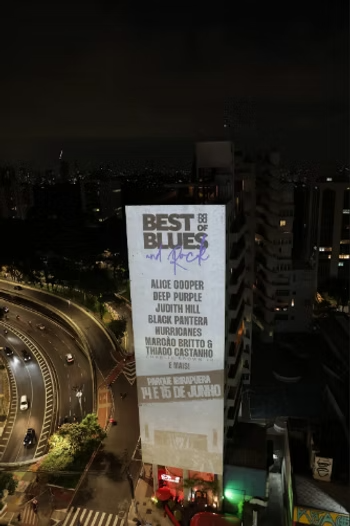 BEST
OF
BLUES
and Rock
ALICE COOPER
DEEP PURPLE
JUDITH HILL
BLACK PANTERA
HURRICANES
MARCÃO BRITTO &
THIAGO CASTANHO
E MAIS!
PARQUE IBIRAPUERA
14 E 15 DE JUNHO